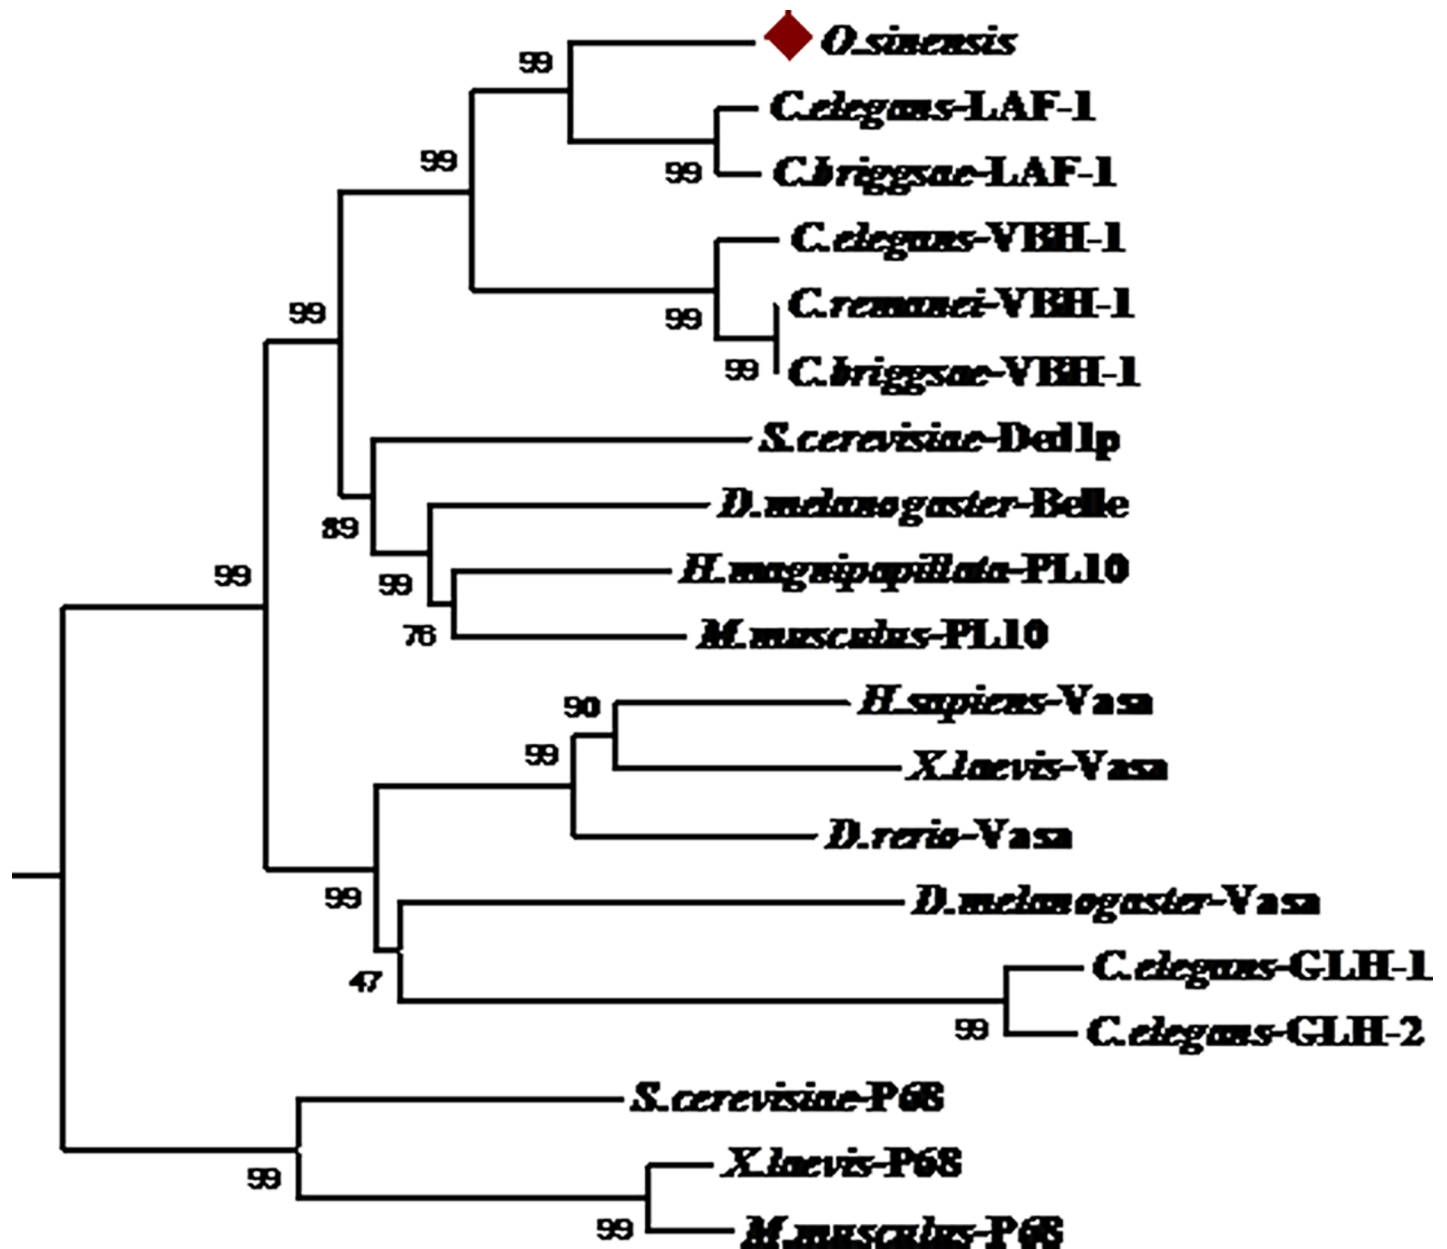 O.sinensis
99
C.elegans-LAF-1
99
C.briggsae-LAF-1
99
C.elegans-VBH-1
C.remanei-VBH-1
99
99
C.briggsae-VBH-1
99
S.cerevisiae-Ded1p
D.melanogaster-Belle
89
H.magnipapillata-PL10
99
99
M.musculus-PL10
76
H.sapiens-Vasa
90
99
X.laevis-Vasa
D.rerio-Vasa
99
D.melanogaster-Vasa
C.elegans-GLH-1
47
99
C.elegans-GLH-2
S.cerevisiae-P68
X.laevis-P68
99
99
M.musculus-P68